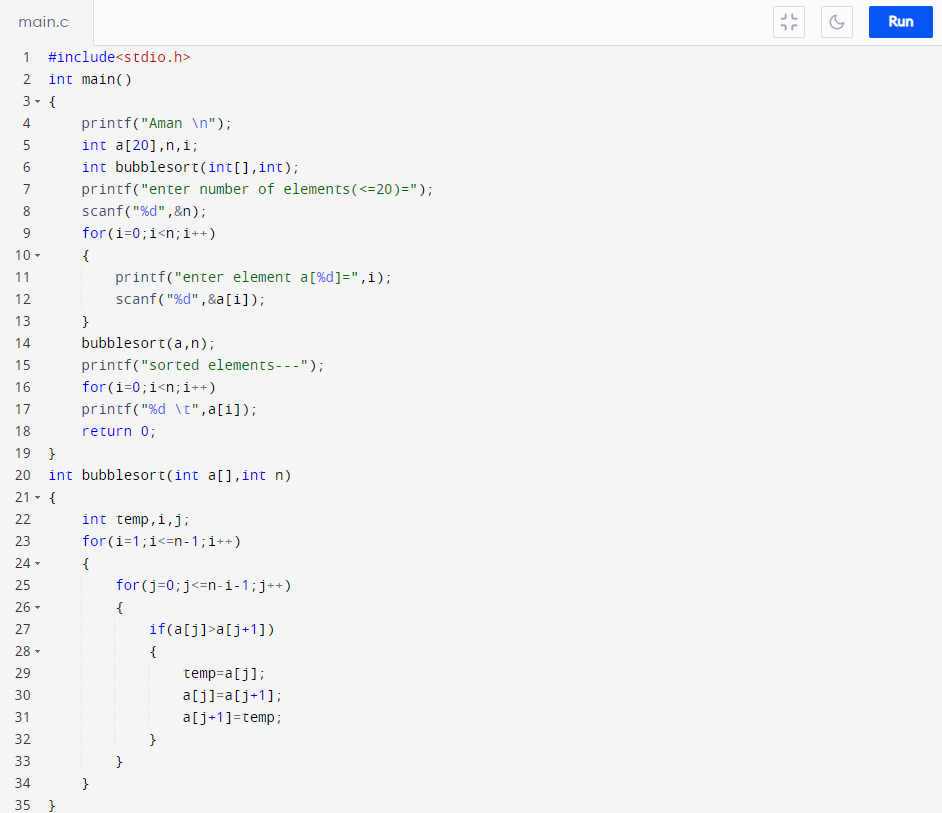 main.c
Run
1 #include<stdio.h>
2 int main()
3 {
4     printf("Aman \n");
5     int a[20],n,i;
6     int bubblesort(int[],int);
7     printf("enter number of elements(<=20)=");
8     scanf("%d",&n);
9     for(i=0;i<n;i++)
10     {
11         printf("enter element a[%d]=",i);
12         scanf("%d",&a[i]);
13     }
14     bubblesort(a,n);
15     printf("sorted elements---");
16     for(i=0;i<n;i++)
17     printf("%d \t",a[i]);
18     return 0;
19 }
20 int bubblesort(int a[],int n)
21 {
22     int temp,i,j;
23     for(i=1;i<=n-1;i++)
24     {
25         for(j=0;j<=n-i-1;j++)
26         {
27             if(a[j]>a[j+1])
28             {
29                 temp=a[j];
30                 a[j]=a[j+1];
31                 a[j+1]=temp;
32             }
33         }
34     }
35 }